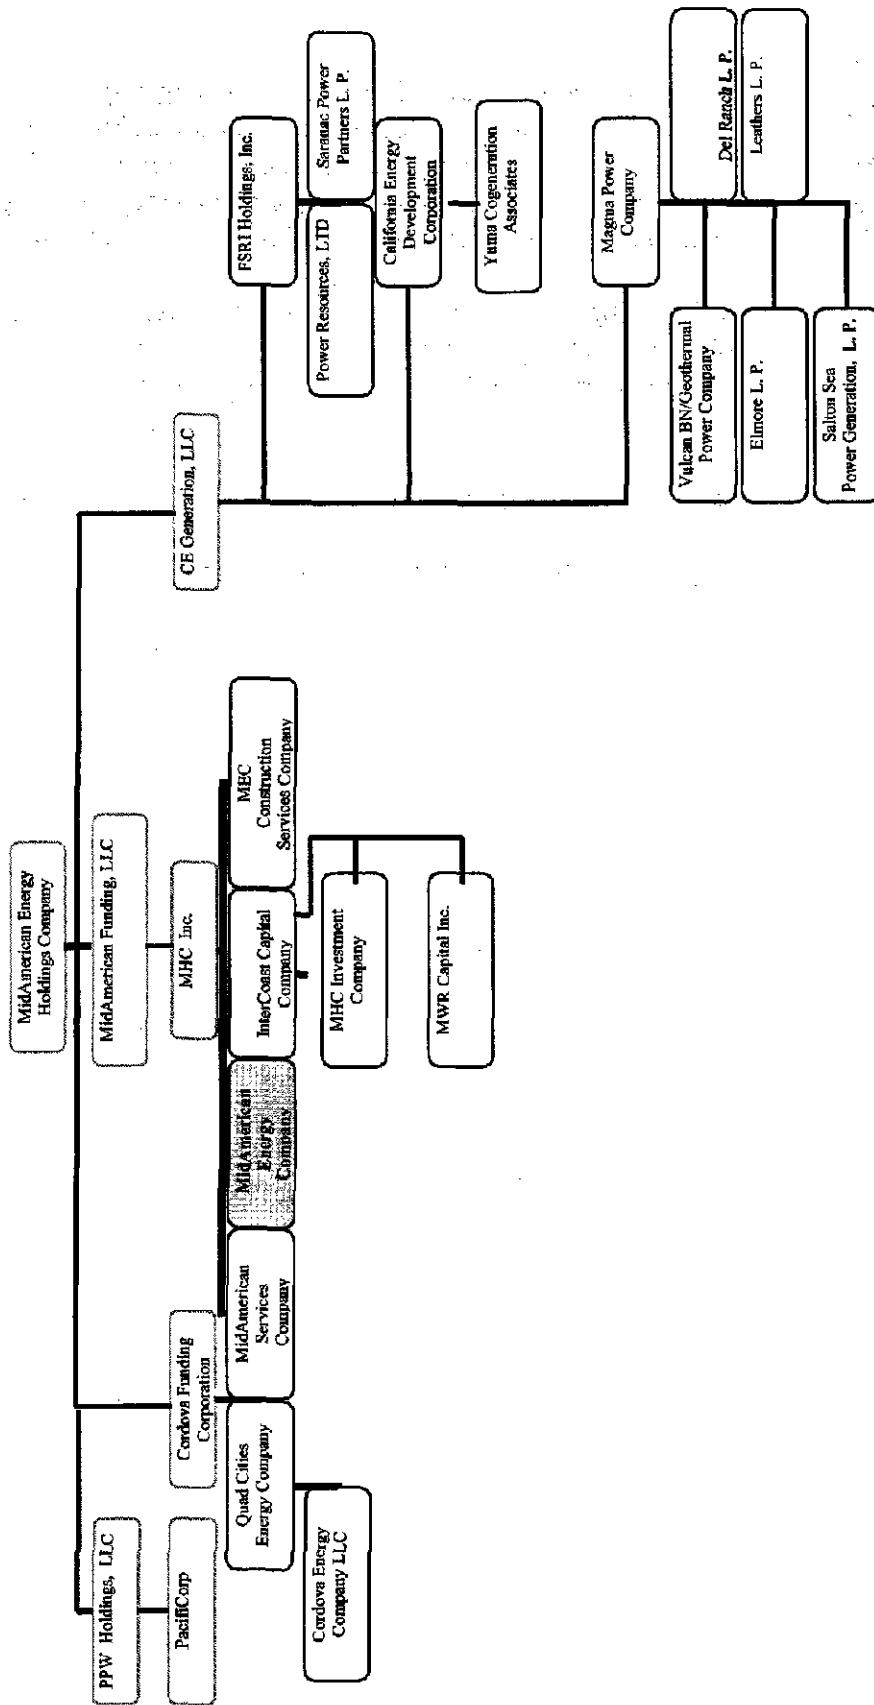 MidAmerican Energy
Holdings Company
PPW Holdings, LLC
MidAmerican Funding, LLC
PacifiCorp
Cordova Funding
Corporation
MHC Inc.
CE Generation, LLC
Quad Cities
Energy Company
MidAmerican
Services
Company
MidAmerican
Energy
Company
InterCoast Capital
Company
MEC
Construction
Services Company
FSRI Holdings, Inc.
Cordova Energy
Company LLC
MHC Investment
Company
Power Resources, LTD
Saranac Power
Partners L. P.
California Energy
Development
Corporation
MWR Capital Inc.
Yuma Cogeneration
Associates
Magma Power
Company
Vulcan BN/Geothermal
Power Company
Del Ranch L. P.
Elmore L. P.
Leathers L. P.
Salton Sea
Power Generation, L. P.